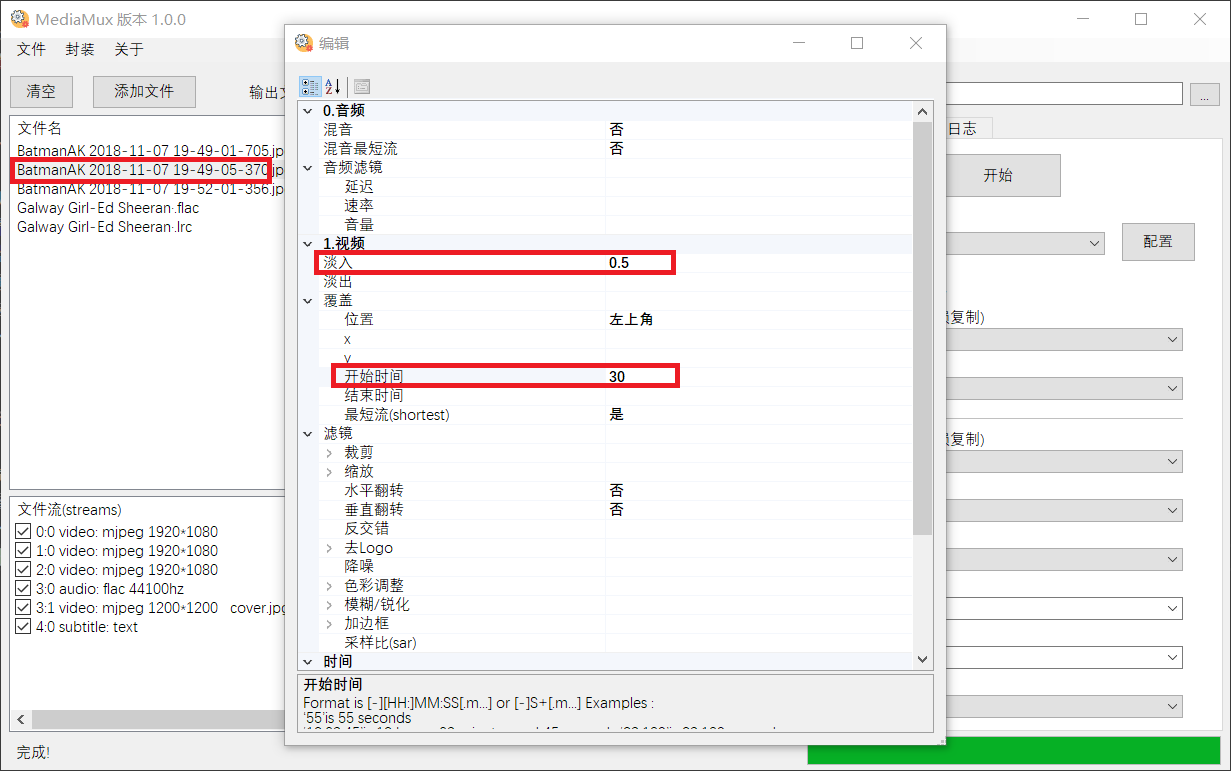 MediaMux 版本 1.0.0
文件 封装 关于
清空
添加文件
...
日志
文件名
BatmanAK 2018-11-07 19-49-01-705.jp
BatmanAK 2018-11-07 19-49-05-370.jp
BatmanAK 2018-11-07 19-52-01-356.jp
Galway Girl-Ed Sheeran·.flac
Galway Girl-Ed Sheeran·.lrc
开始
配置
复制)
复制)
文件流(streams)
0:0 video: mjpeg 1920*1080
1:0 video: mjpeg 1920*1080
2:0 video: mjpeg 1920*1080
3:0 audio: flac 44100hz
3:1 video: mjpeg 1200*1200 cover.jpg
4:0 subtitle: text
完成!
编辑
0.音频
混音 否
混音最短流 否
音频滤镜
延迟
速率
音量
1.视频
淡入 0.5
淡出
覆盖
位置 左上角
x
y
开始时间 30
结束时间
最短流(shortest) 是
滤镜
裁剪
缩放
水平翻转 否
垂直翻转 否
反交错
去Logo
降噪
色彩调整
模糊/锐化
加边框
采样比(sar)
时间
开始时间
Format is [-][HH:]MM:SS[.m...] or [-]S+[.m...] Examples :
'55'is 55 seconds